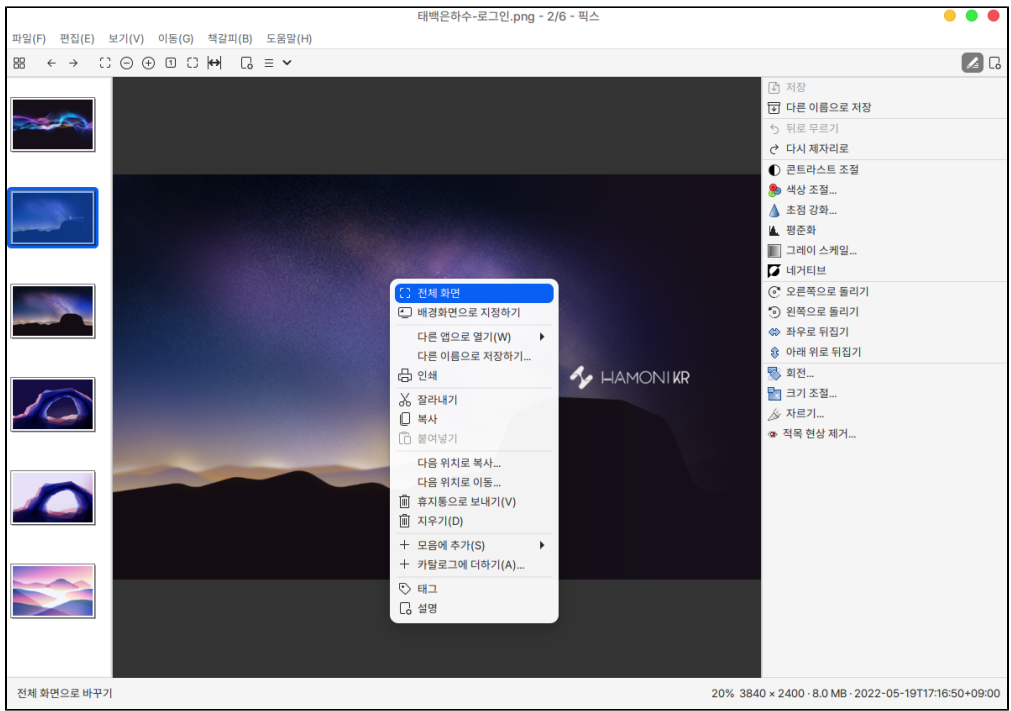 태백은하수-로그인.png - 2/6 - 픽스
파일(F) 편집(E) 보기(V) 이동(G) 책갈피(B) 도움말(H)
저장
다른 이름으로 저장
뒤로 무르기
다시 제자리로
콘트라스트 조절
색상 조절...
초점 강화...
평준화
그레이 스케일...
네거티브
오른쪽으로 돌리기
왼쪽으로 돌리기
좌우로 뒤집기
아래 위로 뒤집기
회전...
크기 조절...
자르기...
적목 현상 제거...
전체 화면
배경화면으로 지정하기
다른 앱으로 열기(W)
다른 이름으로 저장하기...
인쇄
잘라내기
복사
붙여넣기
다음 위치로 복사...
다음 위치로 이동...
휴지통으로 보내기(V)
지우기(D)
모음에 추가(S)
카탈로그에 더하기(A)...
태그
설명
HAMONIKR
전체 화면으로 바꾸기
20% 3840 × 2400 · 8.0 MB · 2022-05-19T17:16:50+09:00